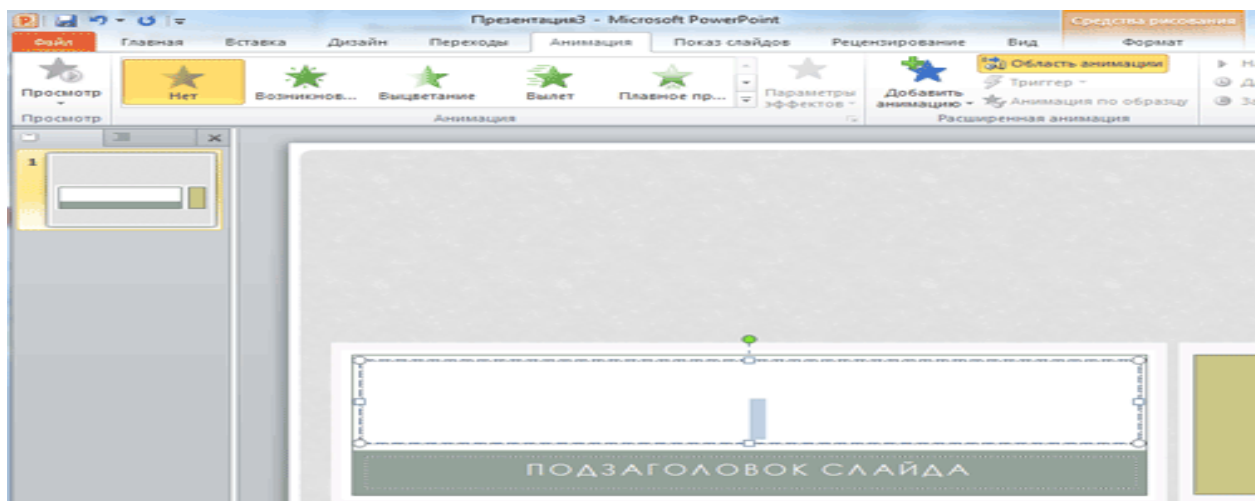 Презентация3 - Microsoft PowerPoint
Средства рисования
Файл Главная Вставка Дизайн Переходы Анимация Показ слайдов Рецензирование Вид Формат
Просмотр Нет Возникнов... Выцветание Вылет Плавное пр... Параметры эффектов Добавить анимацию Область анимации
Триггер
Анимация по образцу
Просмотр Анимация Расширенная анимация
1
ПОДЗАГОЛОВОК СЛАЙДА